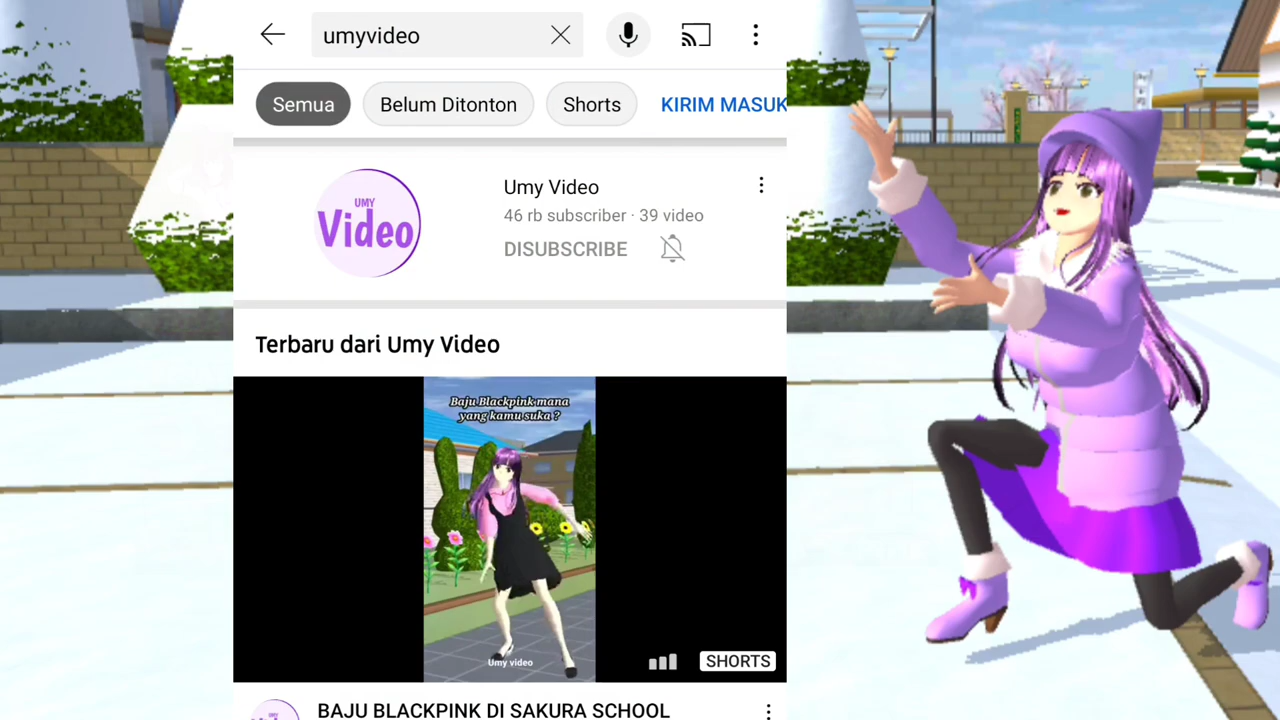 umyvideo
Semua
Belum Ditonton
Shorts
KIRIM MASUK
UMY
Video
Umy Video
46 rb subscriber · 39 video
DISUBSCRIBE
Terbaru dari Umy Video
Baju Blackpink mana
yang kamu suka ?
Umy video
SHORTS
BAJU BLACKPINK DI SAKURA SCHOOL